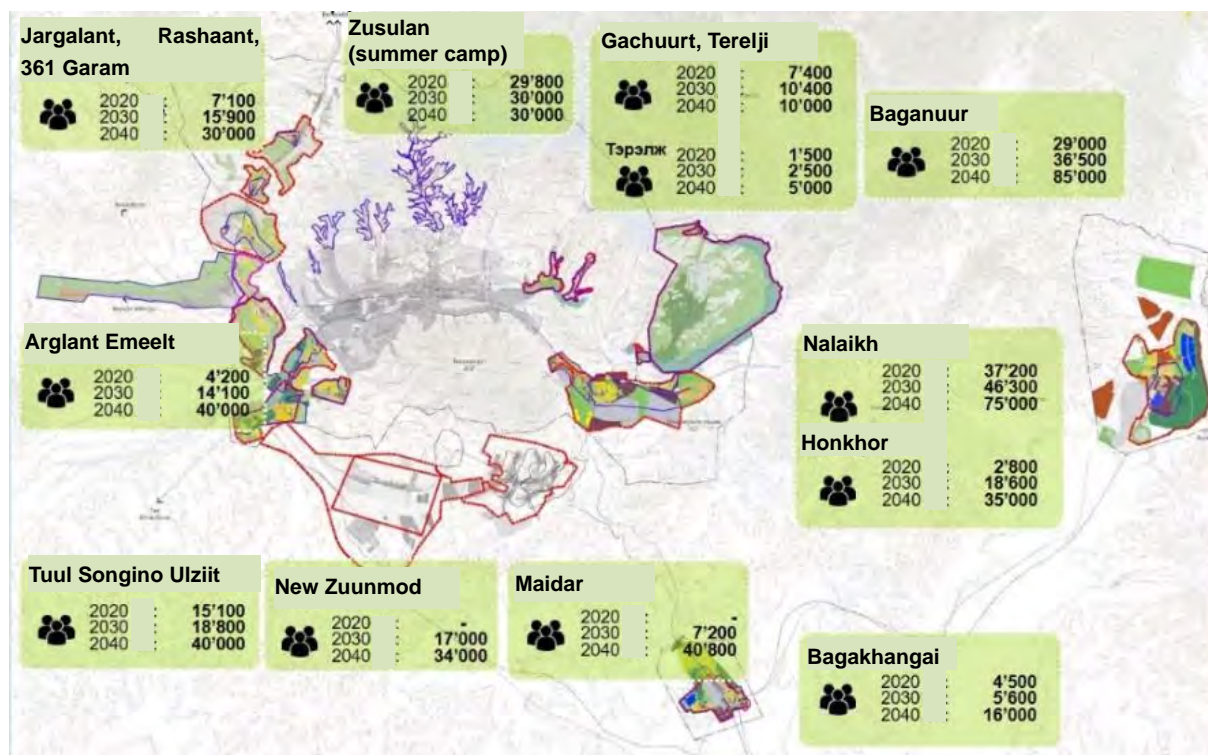 Jargalant, Rashaant,
361 Garam
2020 : 7'100
2030 : 15'900
2040 : 30'000
Zusulan
(summer camp)
2020 : 29'800
2030 : 30'000
2040 : 30'000
Gachuurt, Terelji
2020 : 7'400
2030 : 10'400
2040 : 10'000
Тэрэлж
2020 : 1'500
2030 : 2'500
2040 : 5'000
Baganuur
2020 : 29'000
2030 : 36'500
2040 : 85'000
Arglant Emeelt
2020 : 4'200
2030 : 14'100
2040 : 40'000
Nalaikh
2020 : 37'200
2030 : 46'300
2040 : 75'000
Honkhor
2020 : 2'800
2030 : 18'600
2040 : 35'000
Tuul Songino Ulziit
2020 : 15'100
2030 : 18'800
2040 : 40'000
New Zuunmod
2020 : -
2030 : 17'000
2040 : 34'000
Maidar
2020 : -
2030 : 7'200
2040 : 40'800
Bagakhangai
2020 : 4'500
2030 : 5'600
2040 : 16'000